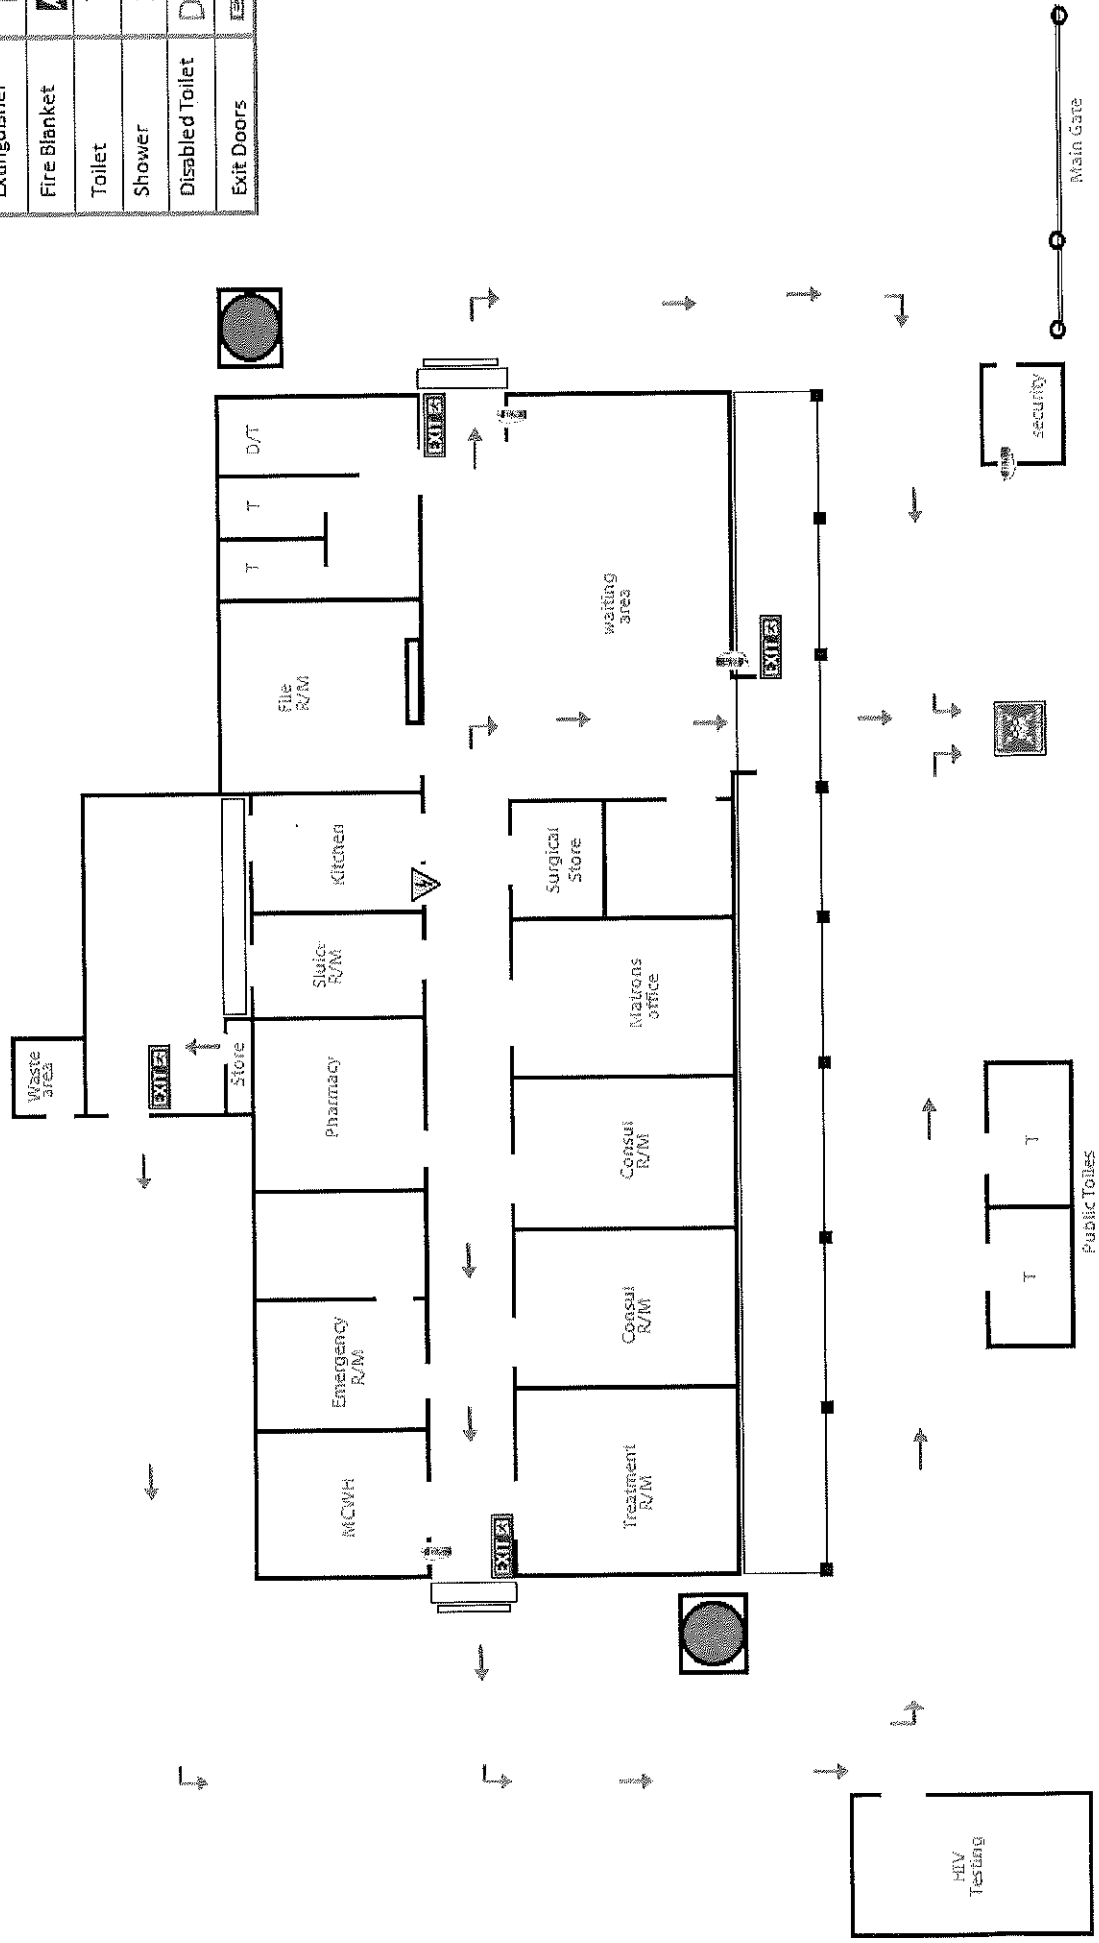 Extinguisher
Fire Blanket
Toilet
Shower
Disabled Toilet
Exit Doors
Waste
area
EXIT
Store
D/T
T
T
File
R/M
Kitchen
Sluice
R/M
Pharmacy
Emergency
R/M
MCWH
EXIT
EXIT
waiting
area
Surgical
Store
Matrons
office
Consul
R/M
Consul
R/M
Treatment
R/M
EXIT
HIV
Testing
T
T
Public Toiles
security
Main Gate